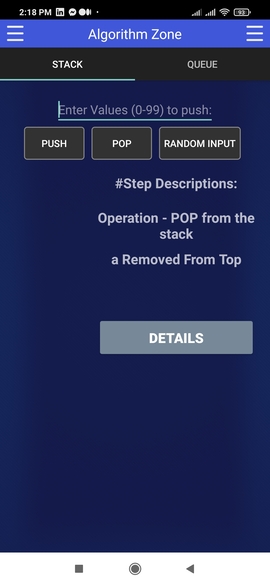 2:18 PM
93
Algorithm Zone
STACK
QUEUE
Enter Values (0-99) to push:
PUSH
POP
RANDOM INPUT
#Step Descriptions:
Operation - POP from the
stack
a Removed From Top
DETAILS